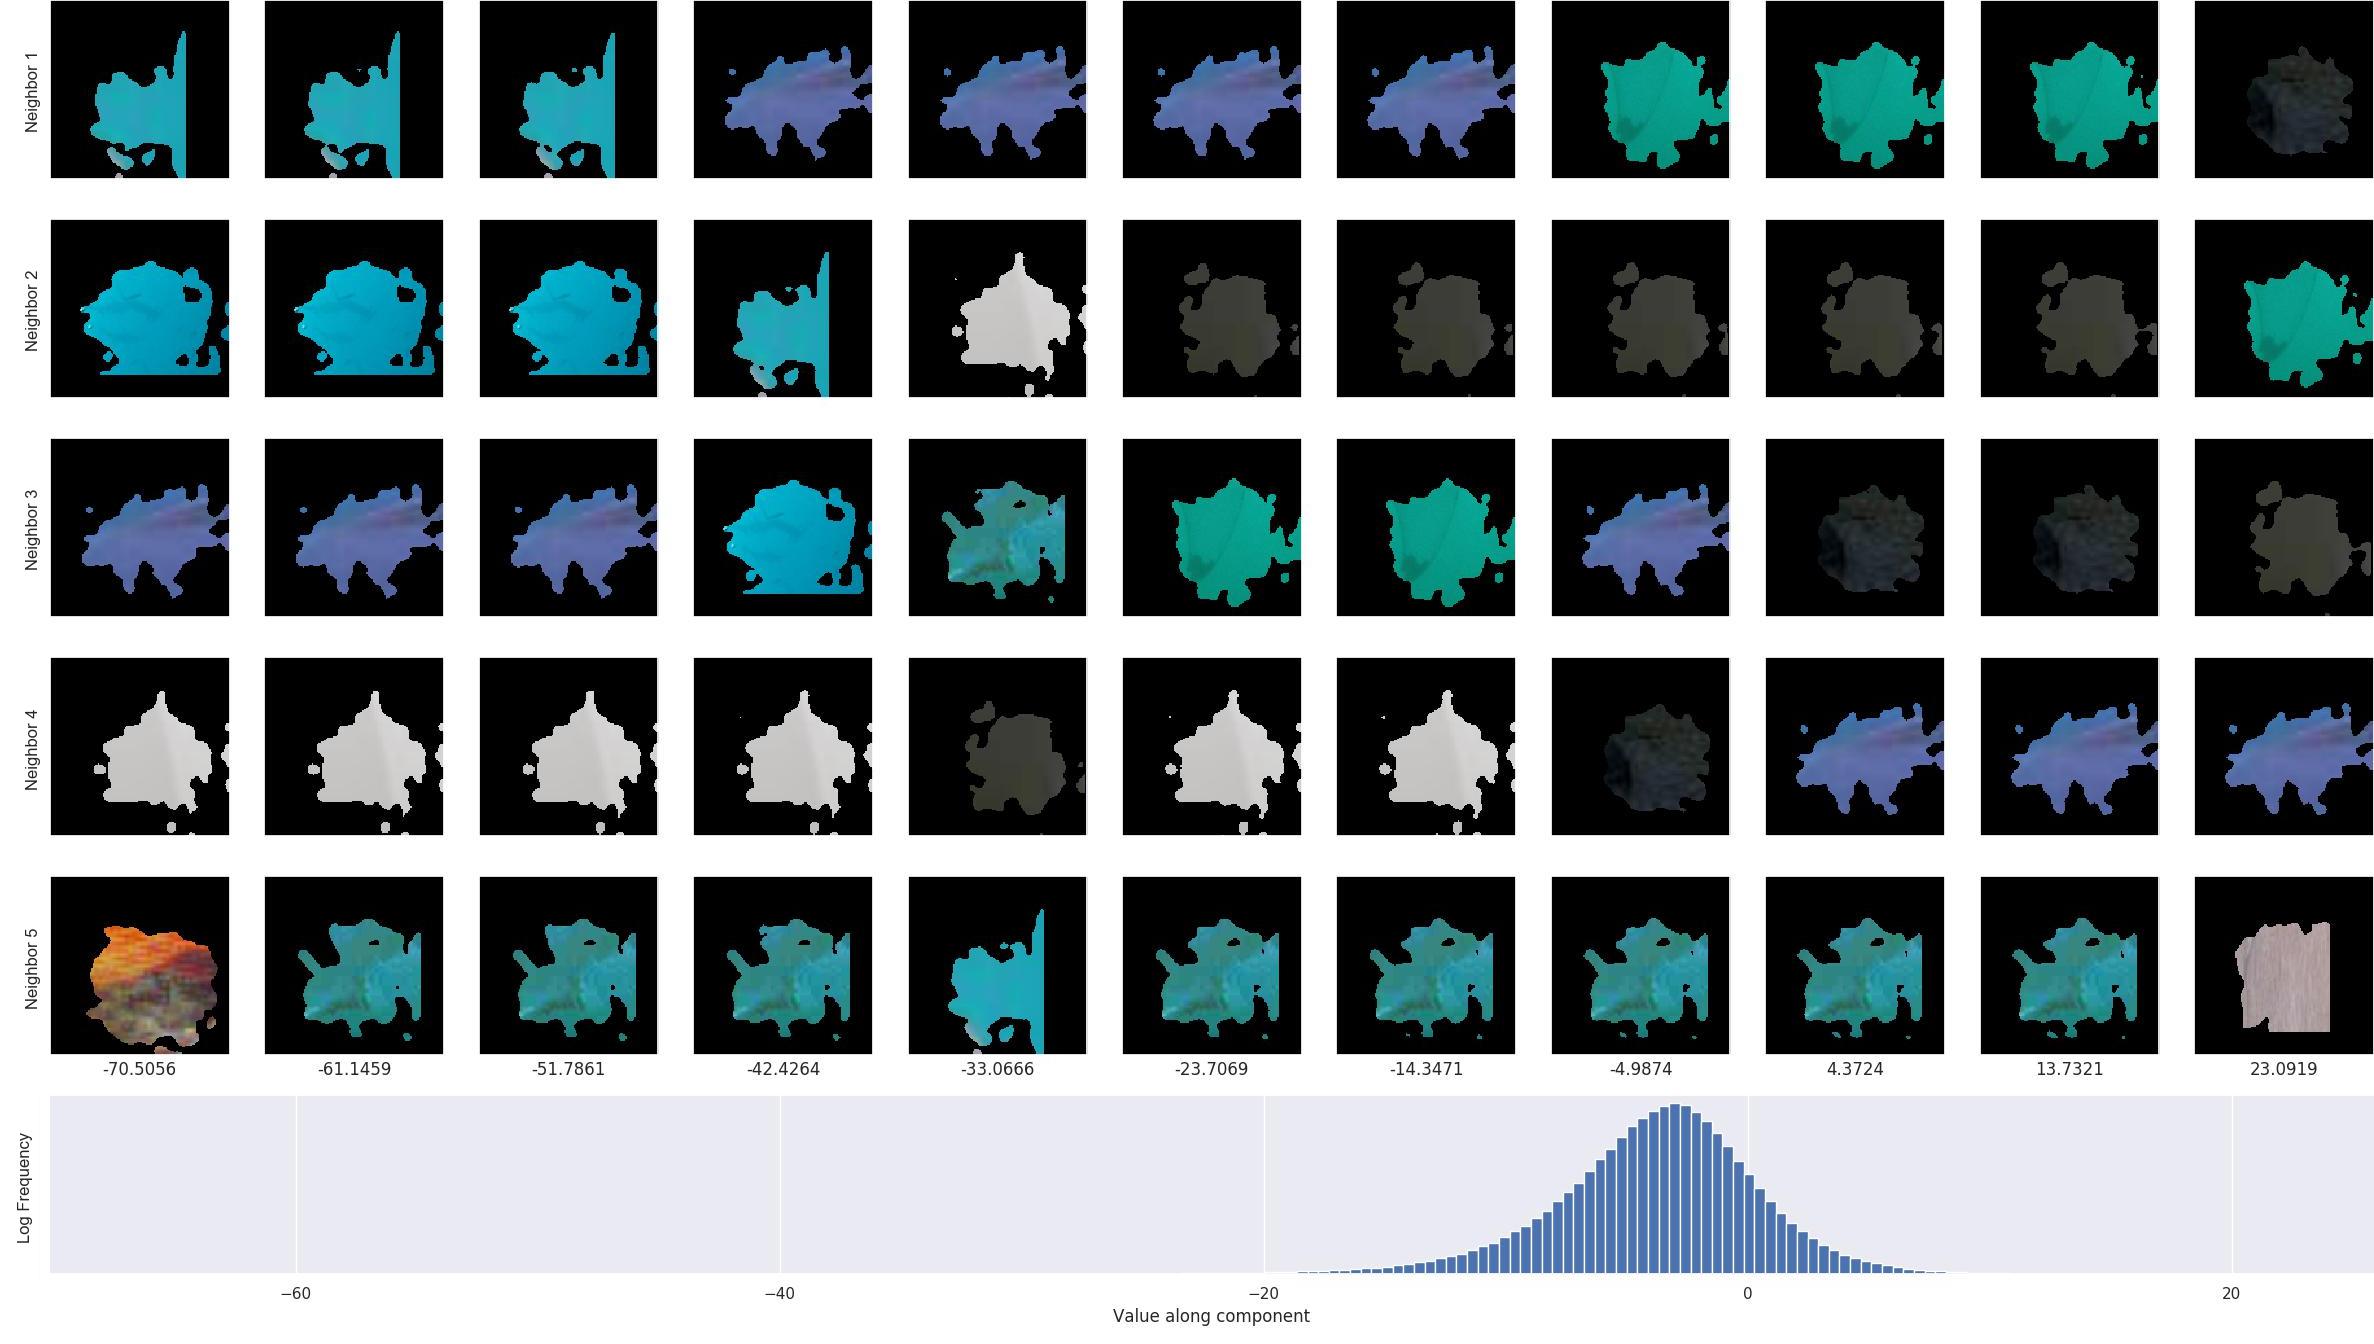 Neighbor 1
Neighbor 2
Neighbor 3
Neighbor 4
Neighbor 5
-70.5056 -61.1459 -51.7861 -42.4264 -33.0666 -23.7069 -14.3471 -4.9874 4.3724 13.7321 23.0919
Log Frequency
−60 −40 −20 0 20
Value along component